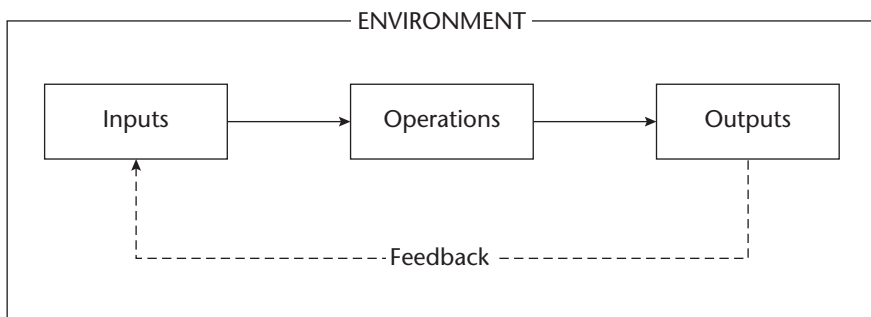 ENVIRONMENT
Inputs
Operations
Outputs
Feedback